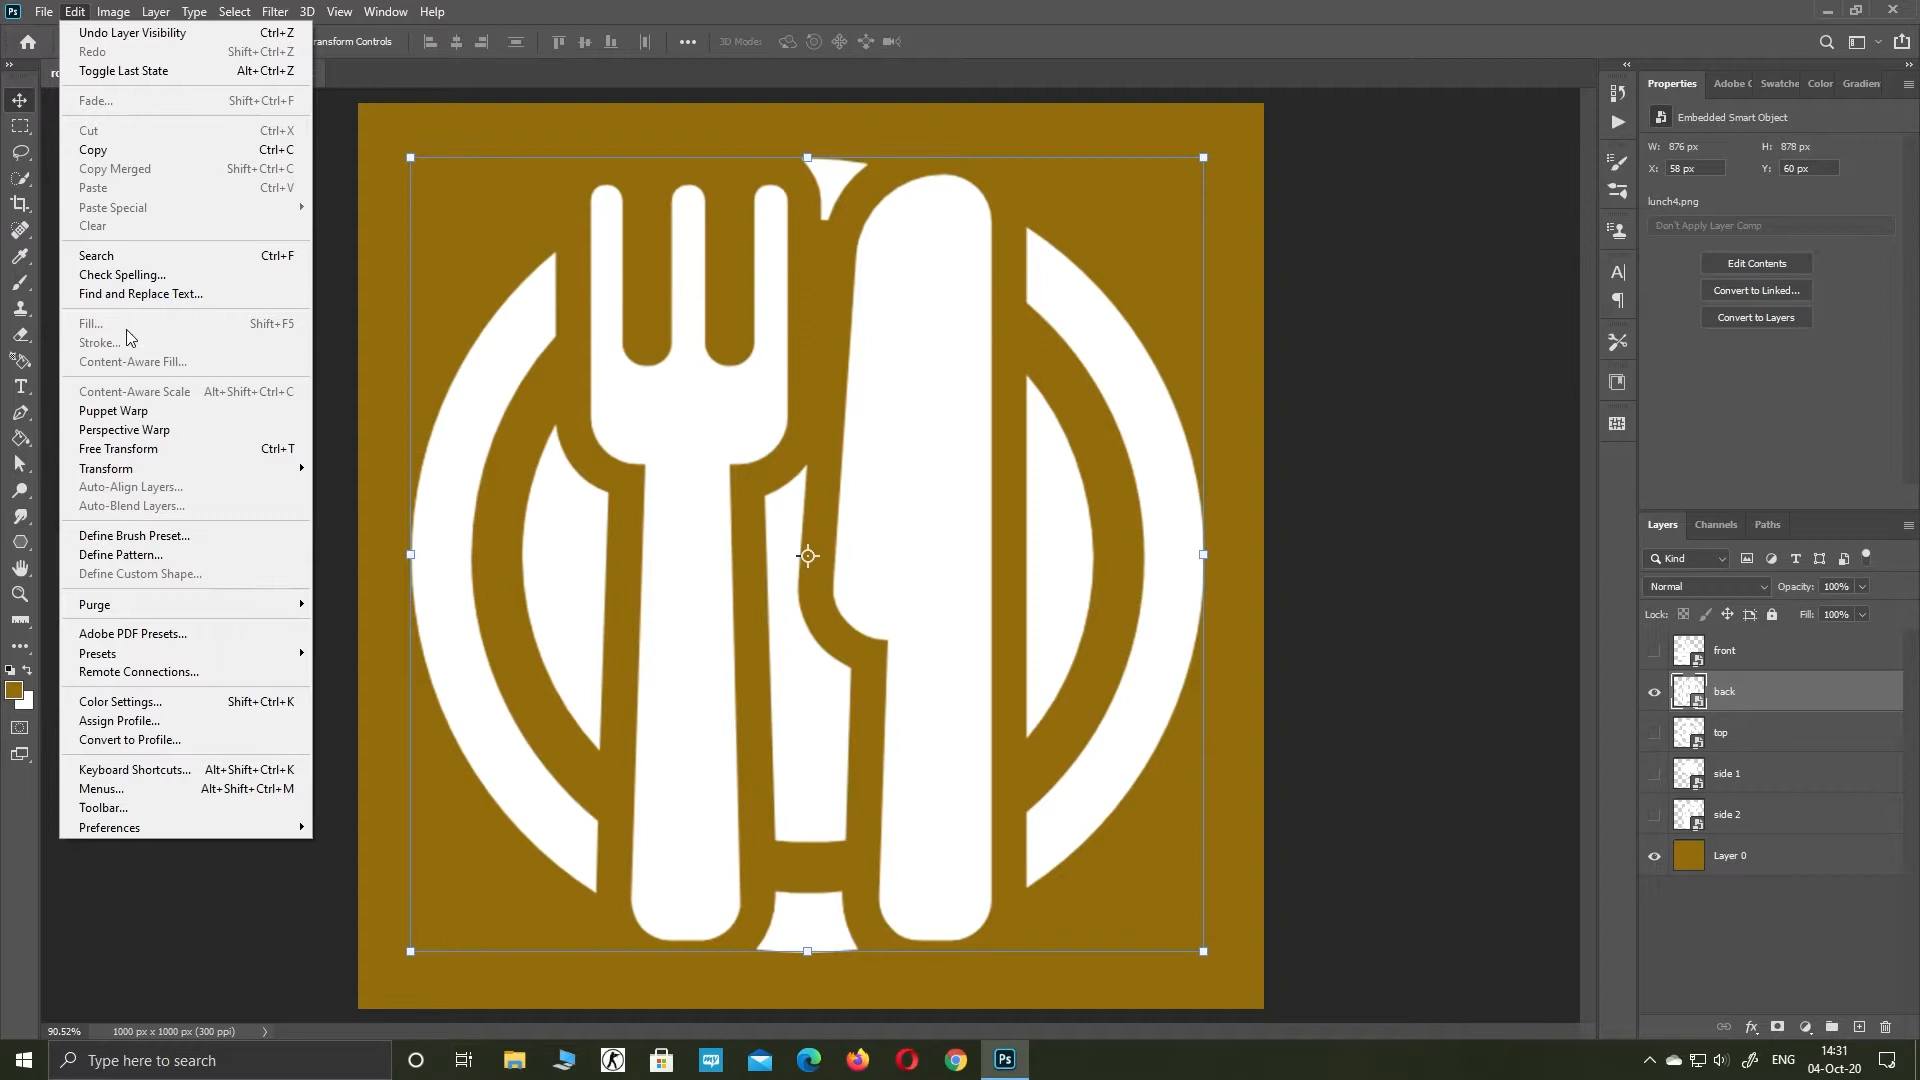 Ps File Edit Image Layer Type Select Filter 3D View Window Help
Undo Layer Visibility Ctrl+Z
Redo Shift+Ctrl+Z
Toggle Last State Alt+Ctrl+Z
Fade... Shift+Ctrl+F
Cut Ctrl+X
Copy Ctrl+C
Copy Merged Shift+Ctrl+C
Paste Ctrl+V
Paste Special
Clear
Search Ctrl+F
Check Spelling...
Find and Replace Text...
Fill... Shift+F5
Stroke...
Content-Aware Fill...
Content-Aware Scale Alt+Shift+Ctrl+C
Puppet Warp
Perspective Warp
Free Transform Ctrl+T
Transform
Auto-Align Layers...
Auto-Blend Layers...
Define Brush Preset...
Define Pattern...
Define Custom Shape...
Purge
Adobe PDF Presets...
Presets
Remote Connections...
Color Settings... Shift+Ctrl+K
Assign Profile...
Convert to Profile...
Keyboard Shortcuts... Alt+Shift+Ctrl+K
Menus... Alt+Shift+Ctrl+M
Toolbar...
Preferences
ransform Controls
3D Mode:
Properties Adobe C Swatche Color Gradien
Embedded Smart Object
W: 876 px H: 878 px
X: 58 px Y: 60 px
lunch4.png
Don't Apply Layer Comp
Edit Contents
Convert to Linked...
Convert to Layers
Layers Channels Paths
Kind
Normal Opacity: 100%
Lock: Fill: 100%
front
back
top
side 1
side 2
Layer 0
90.52% 1000 px x 1000 px (300 ppi)
Type here to search
Ps
ENG
14:31
04-Oct-20